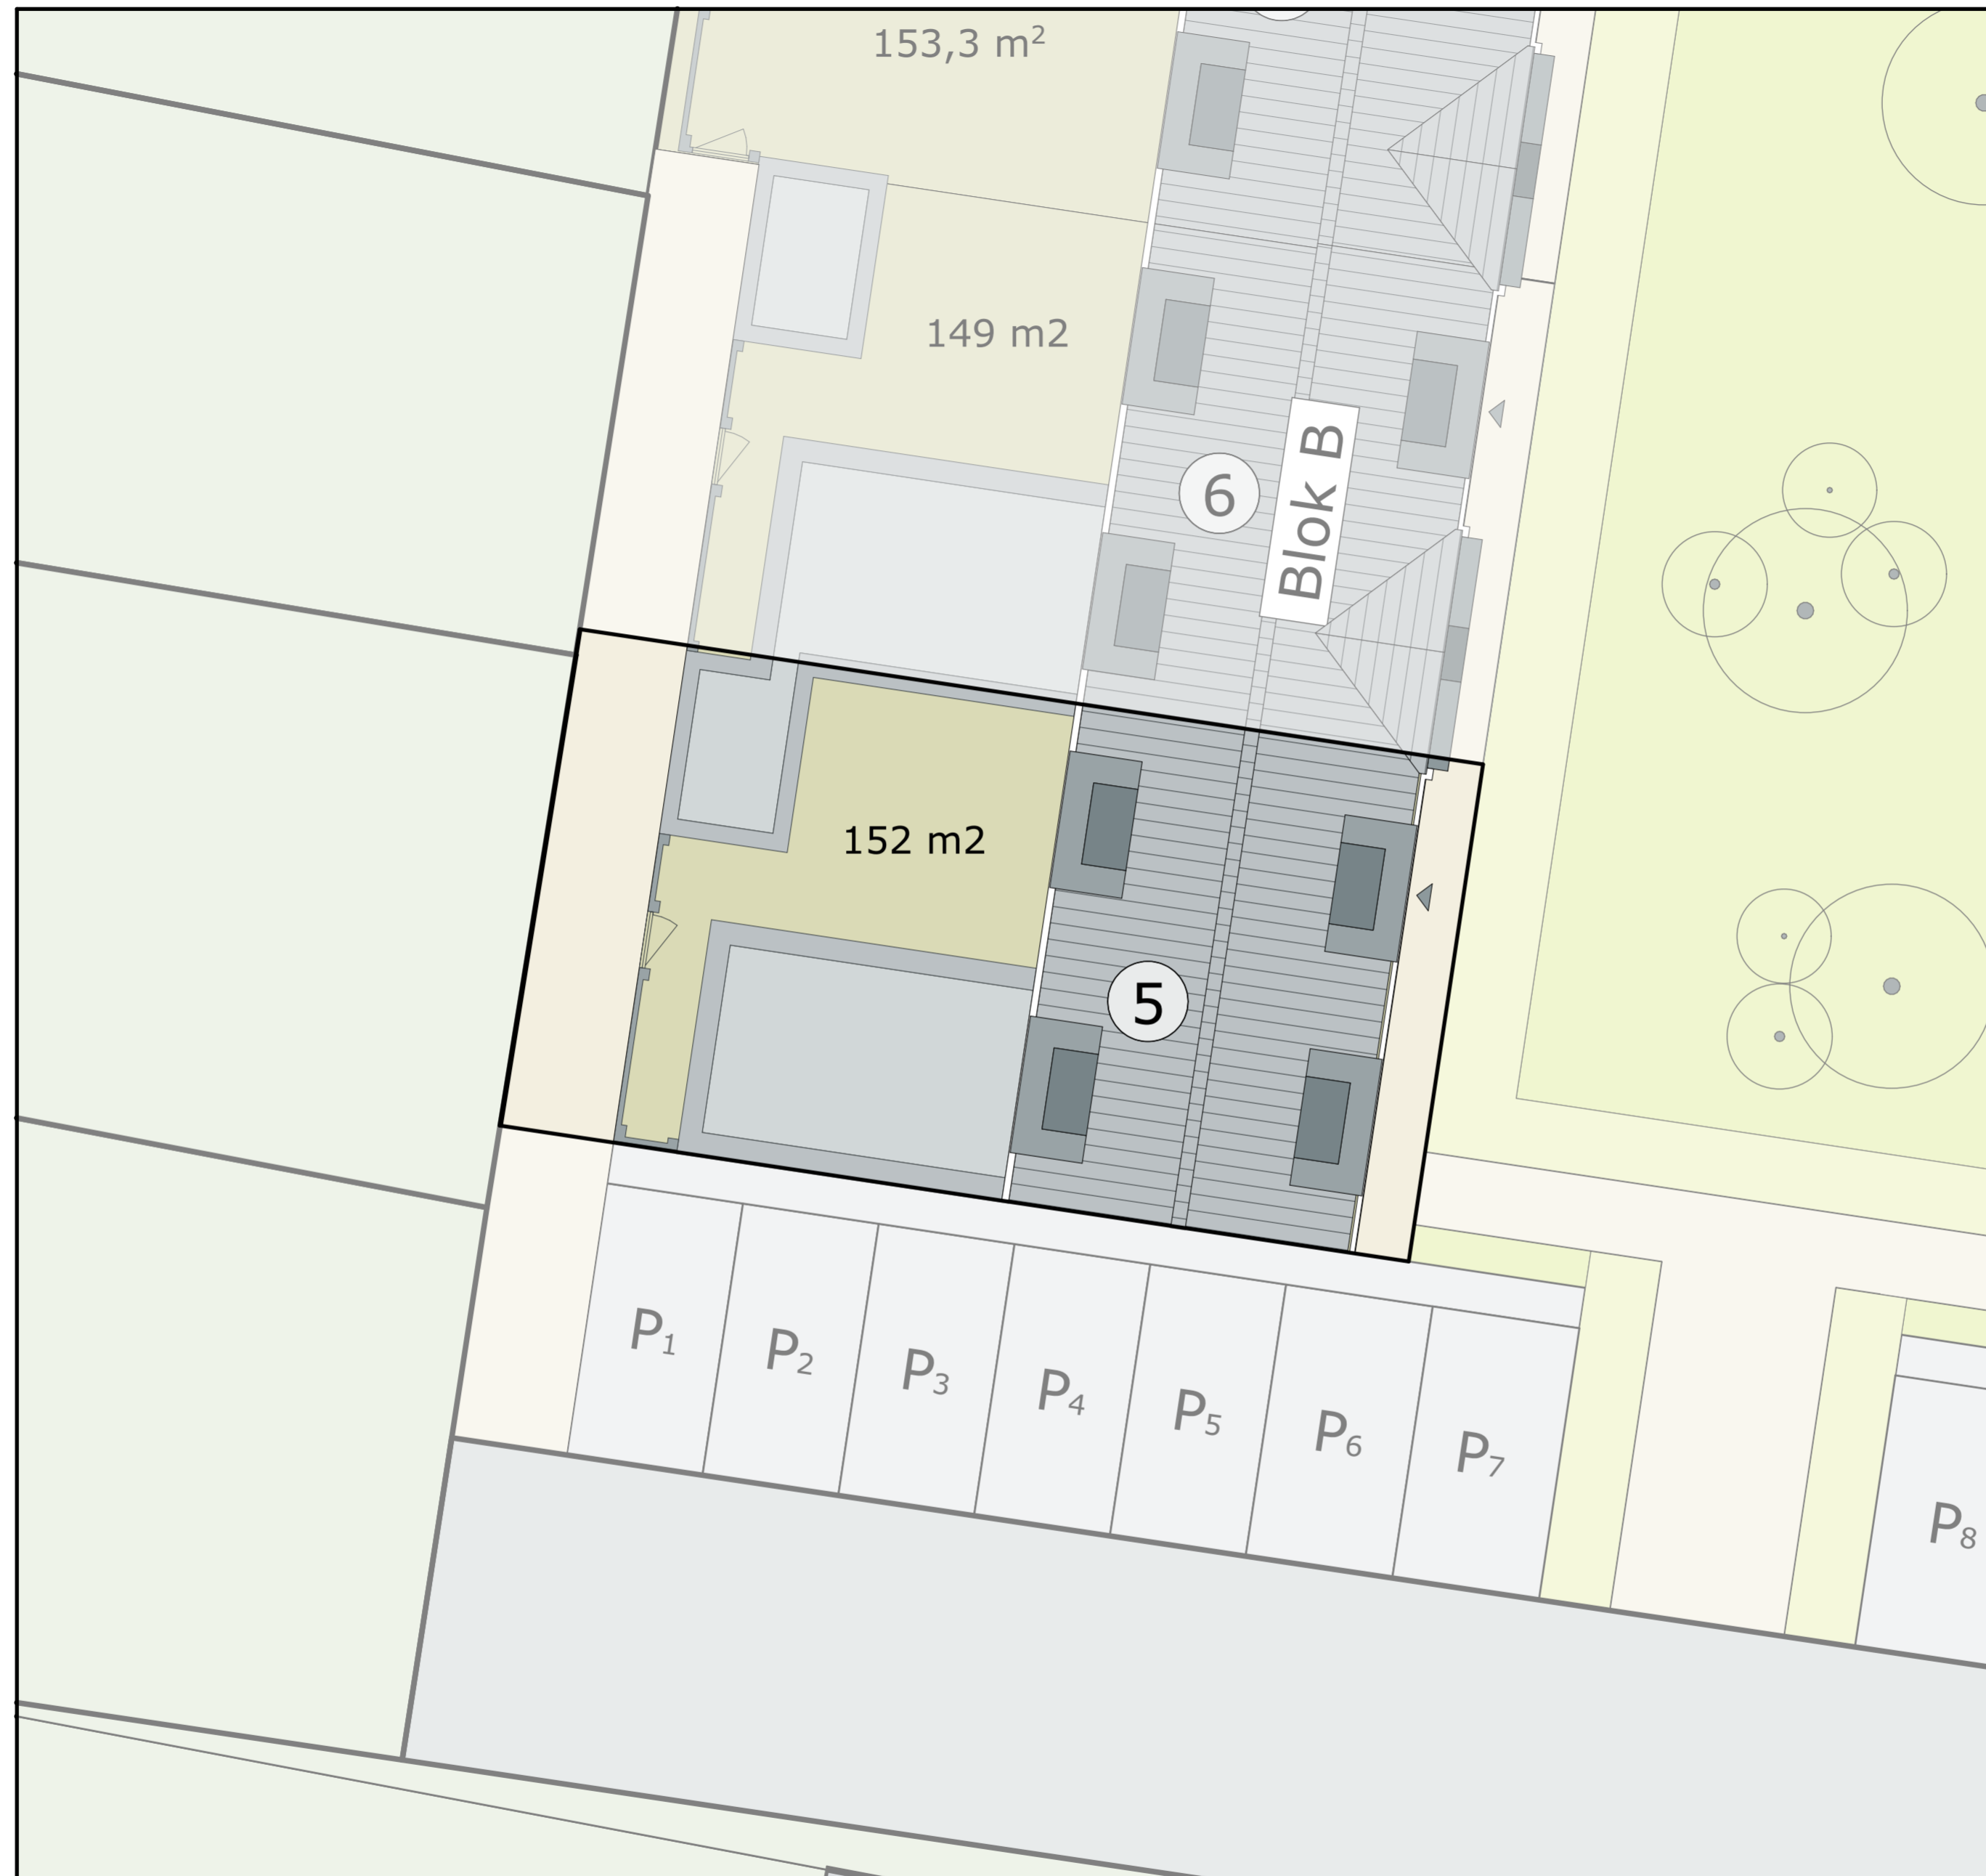 153,3 m²
149 m2
6
Blok B
152 m2
5
P₁
P₂
P₃
P₄
P₅
P₆
P₇
P₈